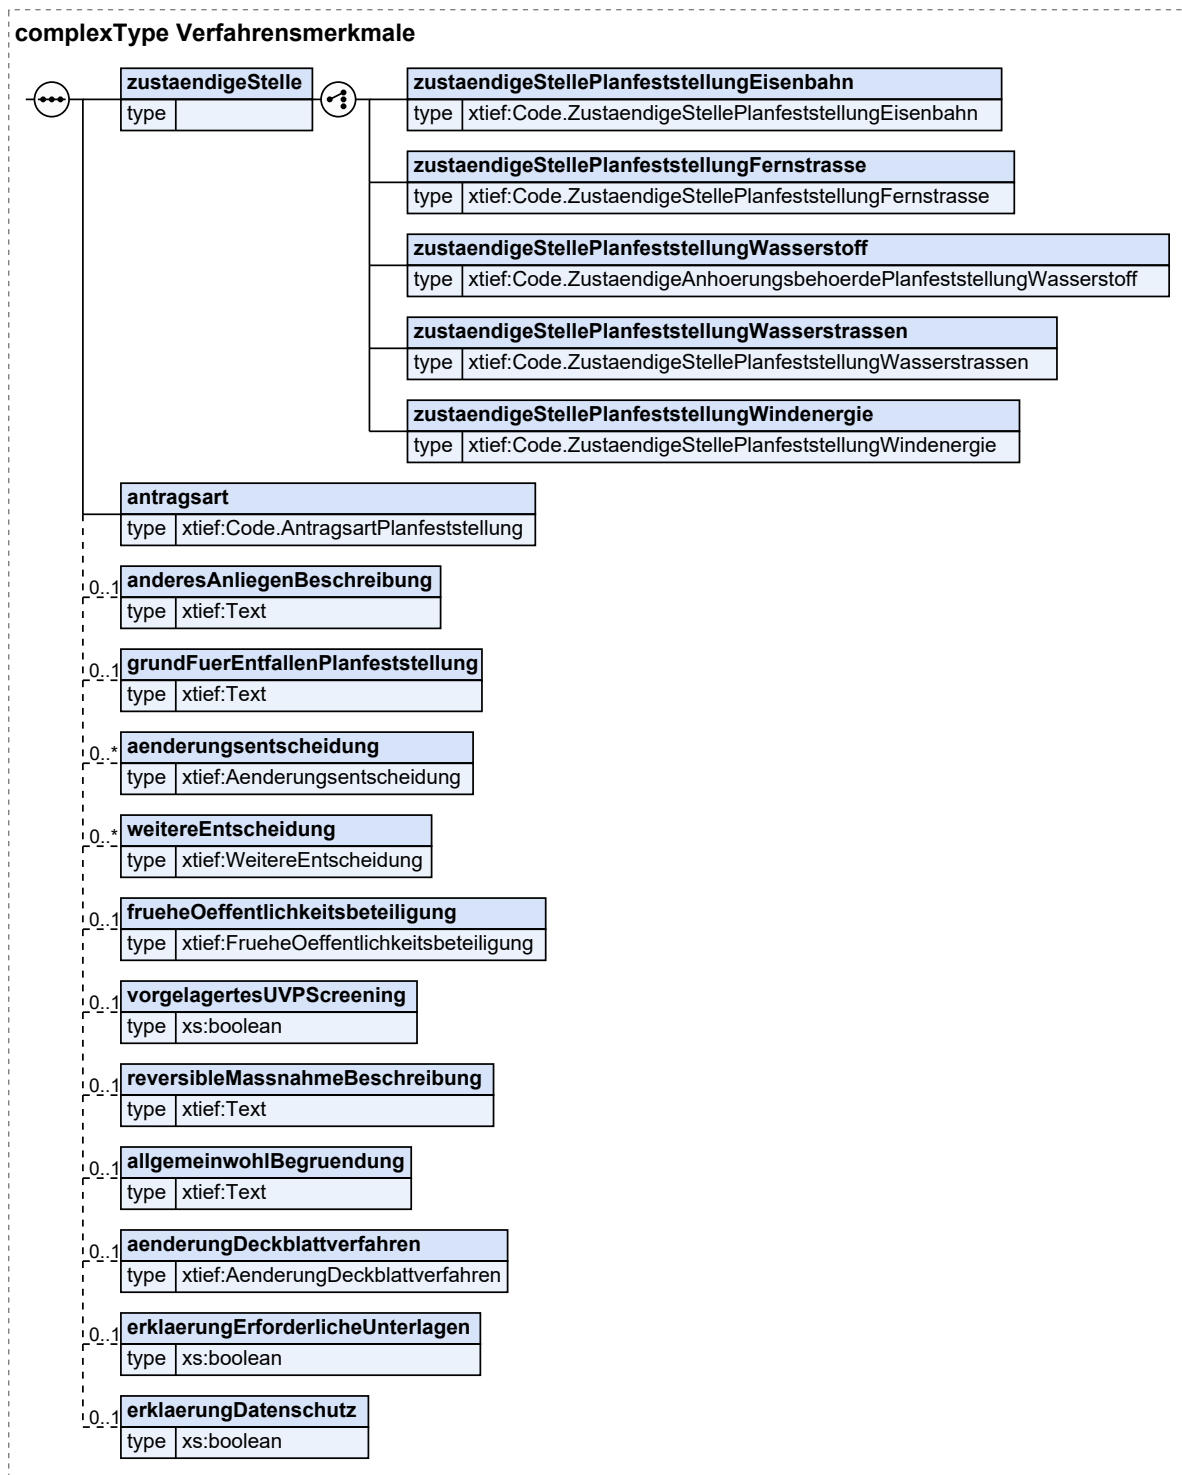 complexType Verfahrensmerkmale
zustaendigeStelle
type
zustaendigeStellePlanfeststellungEisenbahn
type xtief:Code.ZustaendigeStellePlanfeststellungEisenbahn
zustaendigeStellePlanfeststellungFernstrasse
type xtief:Code.ZustaendigeStellePlanfeststellungFernstrasse
zustaendigeStellePlanfeststellungWasserstoff
type xtief:Code.ZustaendigeAnhoerungsbehoerdePlanfeststellungWasserstoff
zustaendigeStellePlanfeststellungWasserstrassen
type xtief:Code.ZustaendigeStellePlanfeststellungWasserstrassen
zustaendigeStellePlanfeststellungWindenergie
type xtief:Code.ZustaendigeStellePlanfeststellungWindenergie
antragsart
type xtief:Code.AntragsartPlanfeststellung
0..1 anderesAnliegenBeschreibung
type xtief:Text
0..1 grundFuerEntfallenPlanfeststellung
type xtief:Text
0..* aenderungsentscheidung
type xtief:Aenderungsentscheidung
0..* weitereEntscheidung
type xtief:WeitereEntscheidung
0..1 frueheOeffentlichkeitsbeteiligung
type xtief:FrueheOeffentlichkeitsbeteiligung
0..1 vorgelagertesUVPScreening
type xs:boolean
0..1 reversibleMassnahmeBeschreibung
type xtief:Text
0..1 allgemeinwohlBegruendung
type xtief:Text
0..1 aenderungDeckblattverfahren
type xtief:AenderungDeckblattverfahren
0..1 erklaerungErforderlicheUnterlagen
type xs:boolean
0..1 erklaerungDatenschutz
type xs:boolean